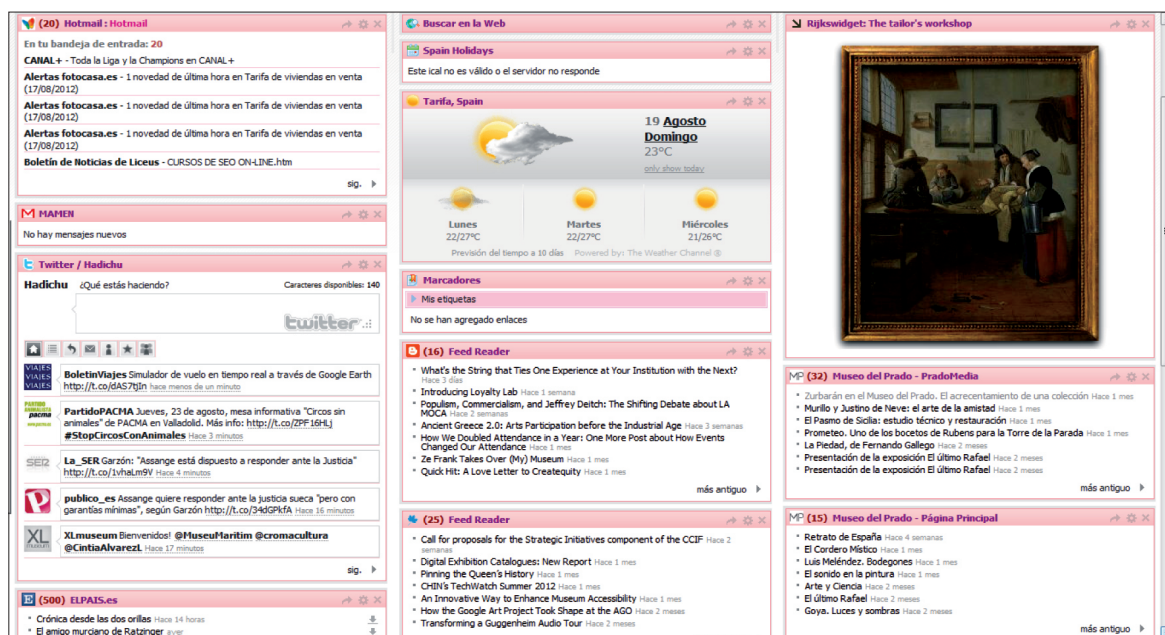 (20) Hotmail : Hotmail
En tu bandeja de entrada: 20
CANAL+ - Toda la Liga y la Champions en CANAL+
Alertas fotocasa.es - 1 novedad de última hora en Tarifa de viviendas en venta
(17/08/2012)
Alertas fotocasa.es - 1 novedad de última hora en Tarifa de viviendas en venta
(17/08/2012)
Alertas fotocasa.es - 1 novedad de última hora en Tarifa de viviendas en venta
(17/08/2012)
Boletín de Noticias de Liceus - CURSOS DE SEO ON-LINE.htm
sig.
MAMEN
No hay mensajes nuevos
Twitter / Hadichu
Hadichu ¿Qué estás haciendo? Caracteres disponibles: 140
twitter
VIAJES
VIAJES
VIAJES
BoletinViajes Simulador de vuelo en tiempo real a través de Google Earth
http://t.co/dAS7tJIn hace menos de un minuto
PARTIDO
ANIMALISTA
pacma
PartidoPACMA Jueves, 23 de agosto, mesa informativa "Circos sin
animales" de PACMA en Valladolid. Más info: http://t.co/ZPF16HLj
#StopCircosConAnimales Hace 3 minutos
SER
La_SER Garzón: "Assange está dispuesto a responder ante la Justicia"
http://t.co/1vhaLm9V Hace 4 minutos
publico_es Assange quiere responder ante la justicia sueca "pero con
garantías mínimas", según Garzón http://t.co/34dGPkfA Hace 16 minutos
XL
museum
XLmuseum Bienvenidos! @MuseuMaritim @cromacultura
@CintiaAlvarezL Hace 17 minutos
sig.
E (500) ELPAIS.es
Crónica desde las dos orillas Hace 14 horas
El amigo murciano de Ratzinger ayer
Buscar en la Web
Spain Holidays
Este ical no es válido o el servidor no responde
Tarifa, Spain
19 Agosto
Domingo
23ºC
only show today
Lunes Martes Miércoles
22/27ºC 22/27ºC 21/26ºC
Previsión del tiempo a 10 días Powered by: The Weather Channel ®
Marcadores
Mis etiquetas
No se han agregado enlaces
(16) Feed Reader
What's the String that Ties One Experience at Your Institution with the Next?
Hace 3 días
Introducing Loyalty Lab Hace 1 semana
Populism, Commercialism, and Jeffrey Deitch: The Shifting Debate about LA
MOCA Hace 2 semanas
Ancient Greece 2.0: Arts Participation before the Industrial Age Hace 3 semanas
How We Doubled Attendance in a Year: One More Post about How Events
Changed Our Attendance Hace 1 mes
Ze Frank Takes Over (My) Museum Hace 1 mes
Quick Hit: A Love Letter to Createquity Hace 1 mes
más antiguo
(25) Feed Reader
Call for proposals for the Strategic Initiatives component of the CCIF Hace 2
semanas
Digital Exhibition Catalogues: New Report Hace 1 mes
Pinning the Queen's History Hace 1 mes
CHIN's TechWatch Summer 2012 Hace 1 mes
An Innovative Way to Enhance Museum Accessibility Hace 1 mes
How the Google Art Project Took Shape at the AGO Hace 2 meses
Transforming a Guggenheim Audio Tour Hace 2 meses
Rijkswidget: The tailor's workshop
MP (32) Museo del Prado - PradoMedia
Zurbarán en el Museo del Prado. El acrecentamiento de una colección Hace 1 mes
Murillo y Justino de Neve: el arte de la amistad Hace 1 mes
El Pasmo de Sicilia: estudio técnico y restauración Hace 1 mes
Prometeo. Uno de los bocetos de Rubens para la Torre de la Parada Hace 1 mes
La Piedad, de Fernando Gallego Hace 2 meses
Presentación de la exposición El último Rafael Hace 2 meses
Presentación de la exposición El último Rafael Hace 2 meses
más antiguo
MP (15) Museo del Prado - Página Principal
Retrato de España Hace 4 semanas
El Cordero Místico Hace 1 mes
Luis Meléndez. Bodegones Hace 1 mes
El sonido en la pintura Hace 1 mes
Arte y Ciencia Hace 2 meses
El último Rafael Hace 2 meses
Goya. Luces y sombras Hace 2 meses
más antiguo